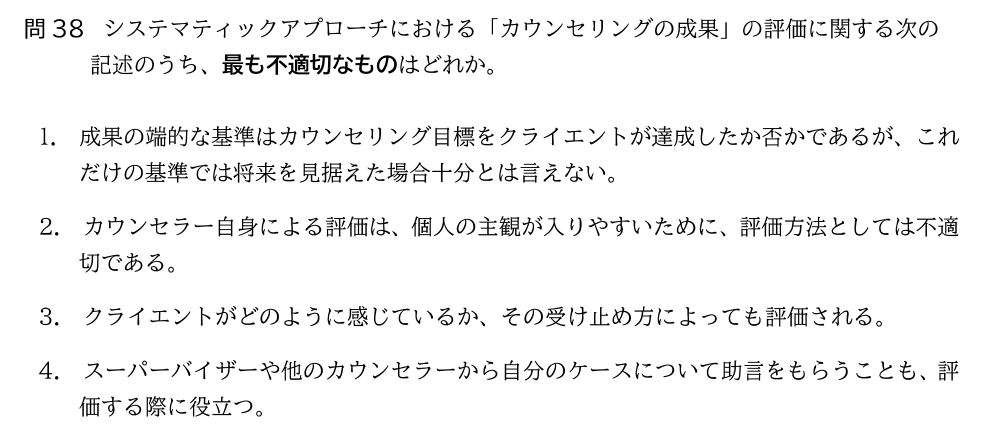 問 38 システマティックアプローチにおける「カウンセリングの成果」の評価に関する次の
記述のうち、最も不適切なものはどれか。
1. 成果の端的な基準はカウンセリング目標をクライエントが達成したか否かであるが、これ
だけの基準では将来を見据えた場合十分とは言えない。
2. カウンセラー自身による評価は、個人の主観が入りやすいために、評価方法としては不適
切である。
3. クライエントがどのように感じているか、その受け止め方によっても評価される。
4. スーパーバイザーや他のカウンセラーから自分のケースについて助言をもらうことも、評
価する際に役立つ。